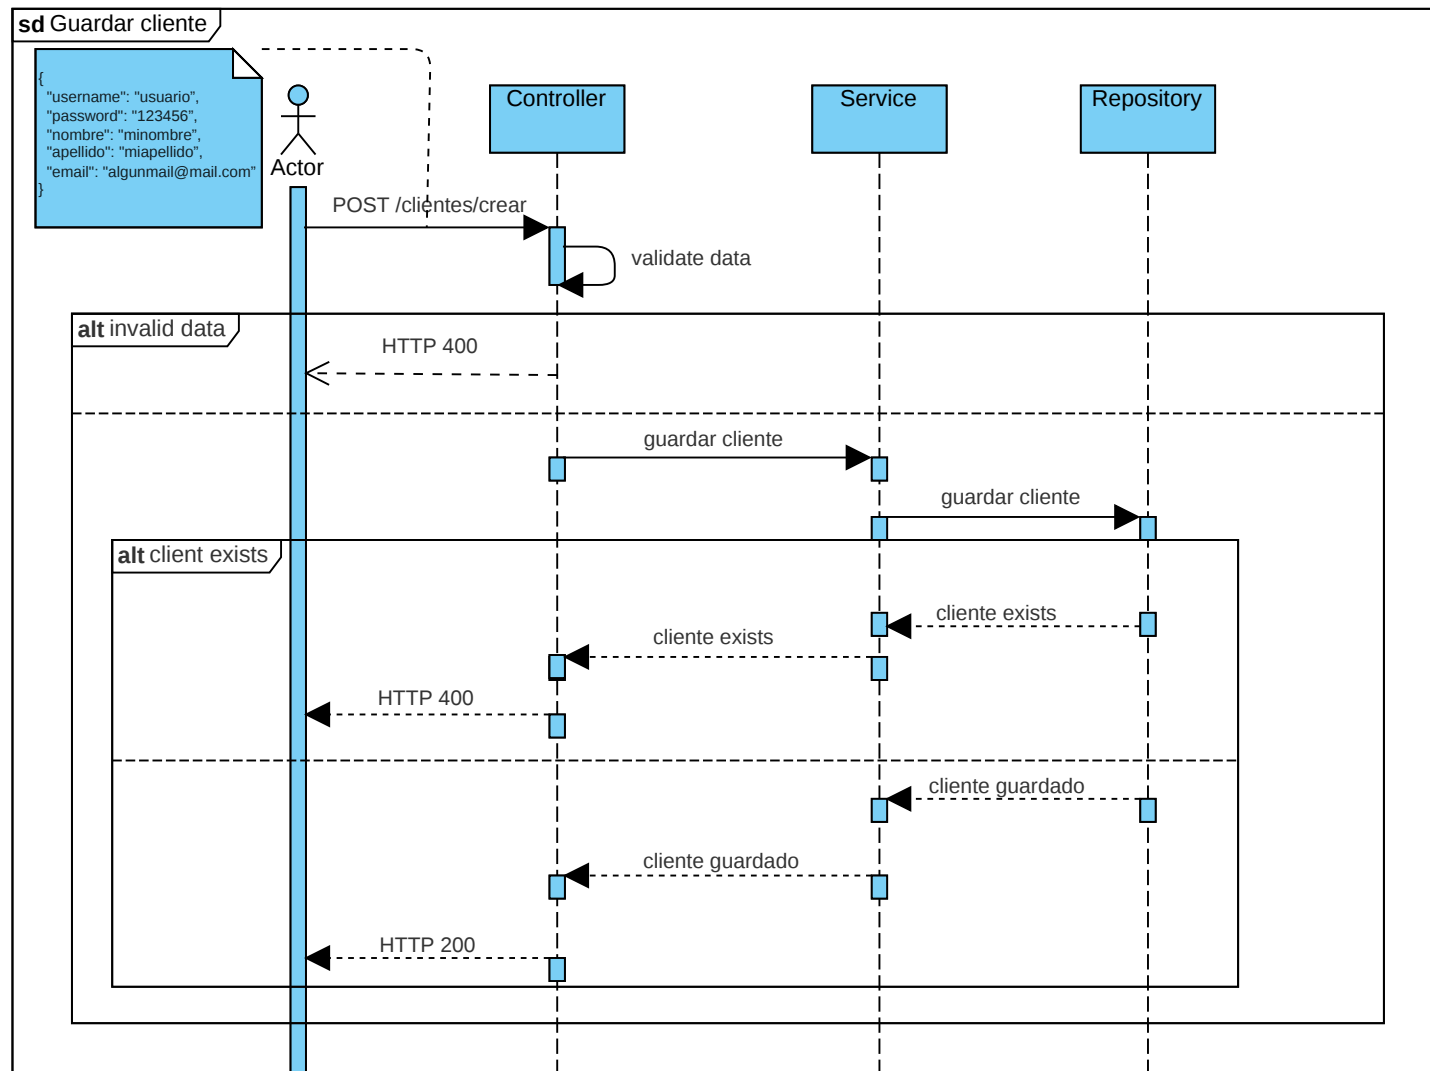 sd Guardar cliente
{
"username": "usuario”,
"password": "123456”,
"nombre": "minombre”,
"apellido": "miapellido”,
"email": "algunmail@mail.com”
}
Actor
Controller
Service
Repository
POST /clientes/crear
validate data
alt invalid data
HTTP 400
guardar cliente
guardar cliente
alt client exists
cliente exists
cliente exists
HTTP 400
cliente guardado
cliente guardado
HTTP 200